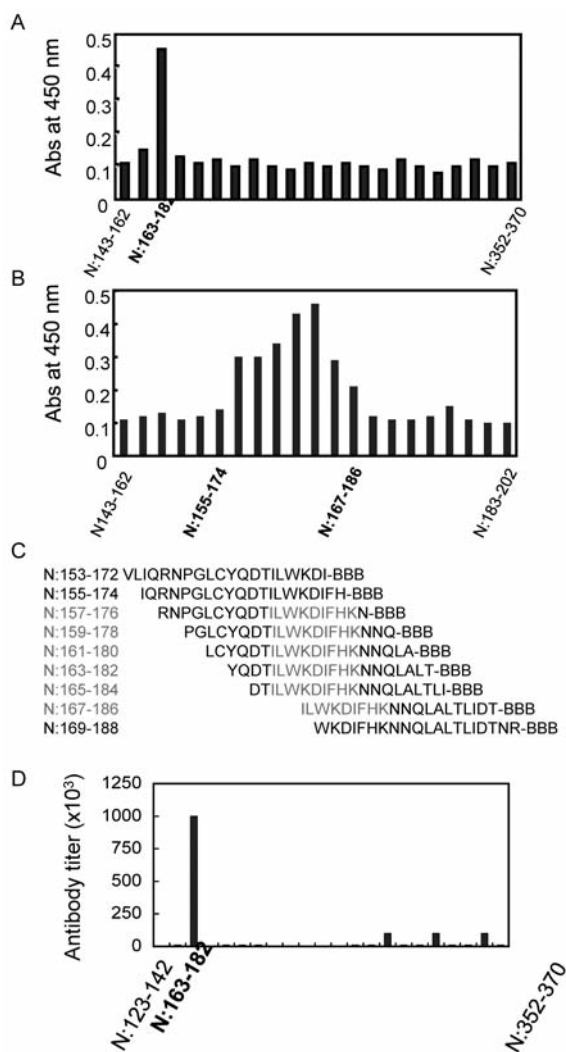 A
Abs at 450 nm
0.5
0.4
0.3
0.2
0.1
0
N:143-162
N:163-182
N:352-370
B
Abs at 450 nm
0.5
0.4
0.3
0.2
0.1
0
N143-162
N:155-174
N:167-186
N:183-202
C
N:153-172 VLIQRNPGLCYQDTILWKDI-BBB
N:155-174 IQRNPGLCYQDTILWKDIFH-BBB
N:157-176 RNPGLCYQDTILWKDIFHKN-BBB
N:159-178 PGLCYQDTILWKDIFHKNNQ-BBB
N:161-180 LCYQDTILWKDIFHKNNQLA-BBB
N:163-182 YQDTILWKDIFHKNNQLALT-BBB
N:165-184 DTILWKDIFHKNNQLALTLI-BBB
N:167-186 ILWKDIFHKNNQLALTLIDT-BBB
N:169-188 WKDIFHKNNQLALTLIDTNR-BBB
D
Antibody titer (x10³)
1250
1000
750
500
250
0
N:123-142
N:163-182
N:352-370